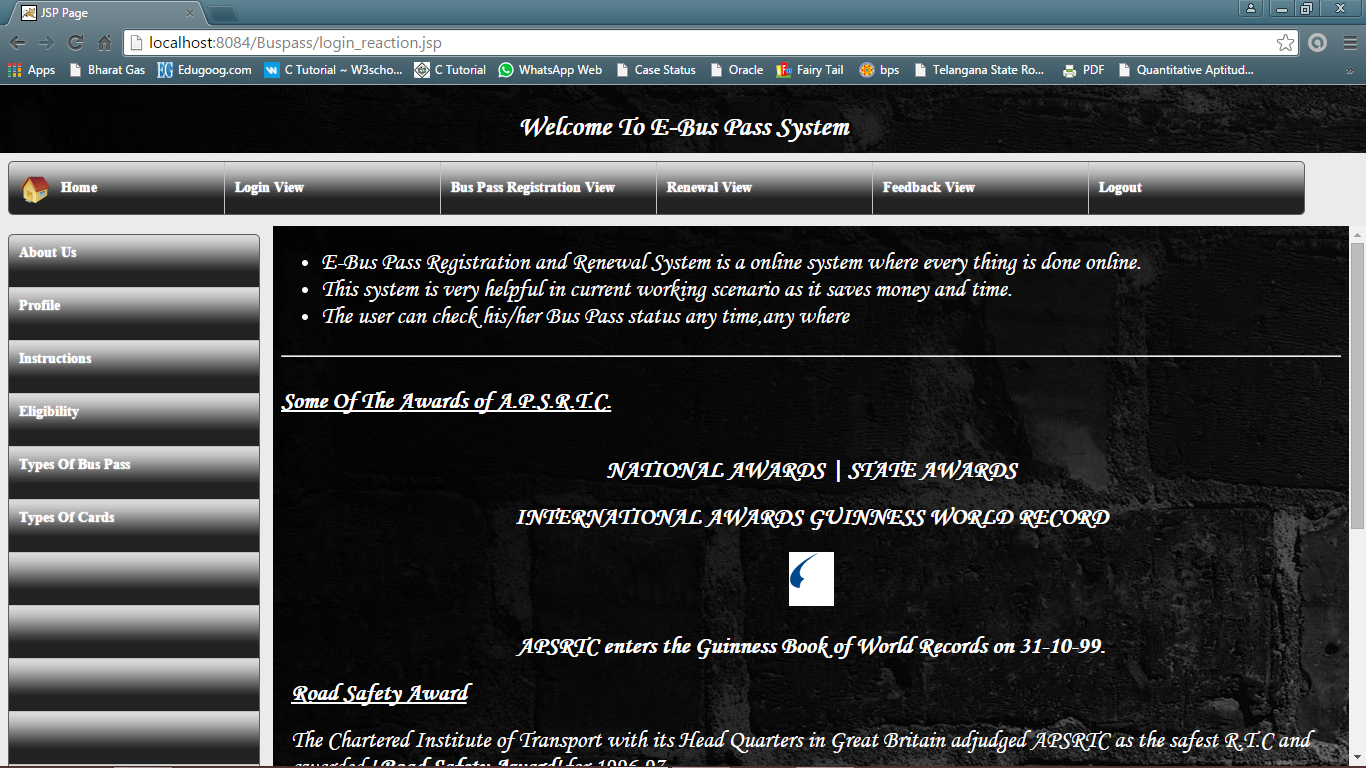 JSP Page
localhost:8084/Buspass/login_reaction.jsp
Apps Bharat Gas Edugoog.com C Tutorial ~ W3scho... C Tutorial WhatsApp Web Case Status Oracle Fairy Tail bps Telangana State Ro... PDF Quantitative Aptitud... »
Welcome To E-Bus Pass System
Home Login View Bus Pass Registration View Renewal View Feedback View Logout
About Us
Profile
Instructions
Eligibility
Types Of Bus Pass
Types Of Cards
• E-Bus Pass Registration and Renewal System is a online system where every thing is done online.
• This system is very helpful in current working scenario as it saves money and time.
• The user can check his/her Bus Pass status any time,any where
Some Of The Awards of A.P.S.R.T.C.
NATIONAL AWARDS | STATE AWARDS
INTERNATIONAL AWARDS GUINNESS WORLD RECORD
APSRTC enters the Guinness Book of World Records on 31-10-99.
Road Safety Award
The Chartered Institute of Transport with its Head Quarters in Great Britain adjudged APSRTC as the safest R.T.C and
Road Safety Award for 1996-97